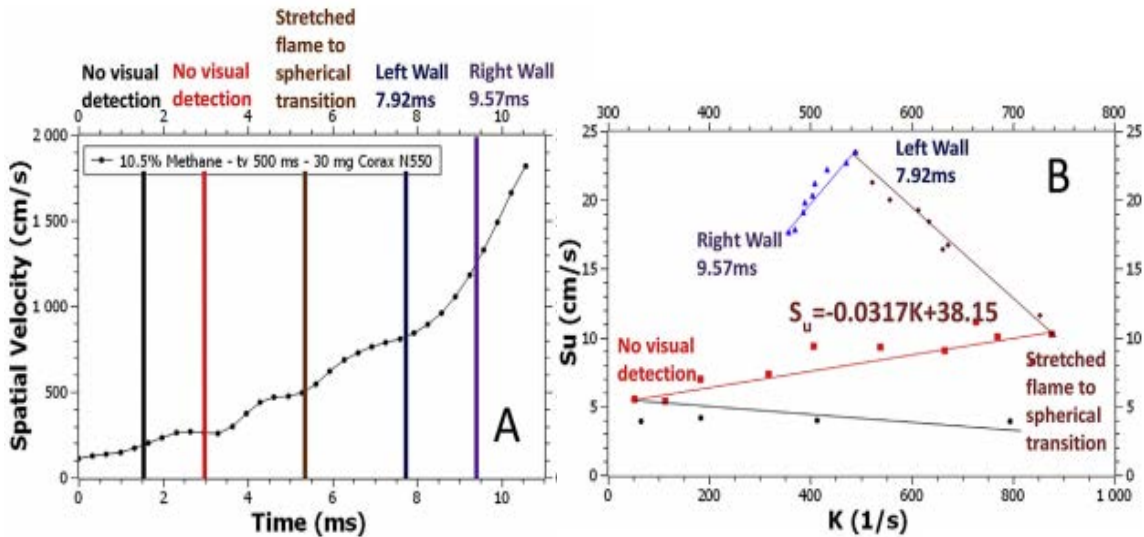 Stretched
flame to
spherical
transition
No visual
detection
No visual
detection
Left Wall
7.92ms
Right Wall
9.57ms
0 2 4 6 8 10
2 000
1 500
1 000
500
0
Spatial Velocity (cm/s)
10.5% Methane - tv 500 ms - 30 mg Corax N550
A
0 2 4 6 8 10
Time (ms)
300 400 500 600 700 800
25
20
15
10
5
0
Su (cm/s)
B
Left Wall
7.92ms
Right Wall
9.57ms
Su=-0.0317K+38.15
No visual
detection
Stretched
flame to
spherical
transition
25
20
15
10
5
0
0 200 400 600 800 1 000
K (1/s)